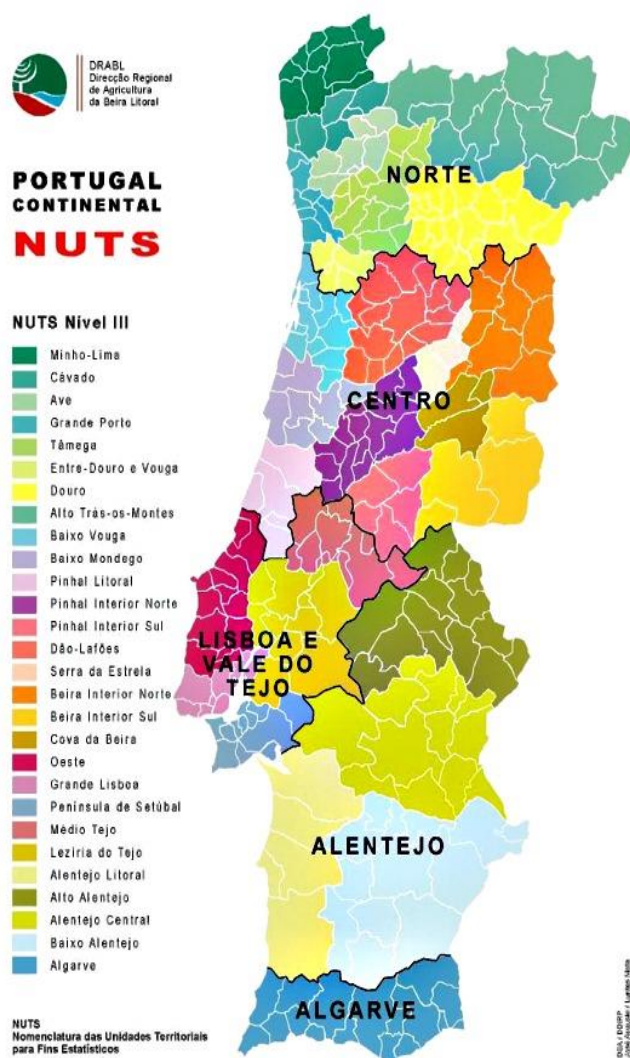 DRABL
Direcção Regional
de Agricultura
da Beira Litoral
PORTUGAL
CONTINENTAL
NUTS
NUTS Nível III
Minho-Lima
Cávado
Ave
Grande Porto
Tâmega
Entre-Douro e Vouga
Douro
Alto Trás-os-Montes
Baixo Vouga
Baixo Mondego
Pinhal Litoral
Pinhal Interior Norte
Pinhal Interior Sul
Dão-Lafões
Serra da Estrela
Beira Interior Norte
Beira Interior Sul
Cova da Beira
Oeste
Grande Lisboa
Península de Setúbal
Médio Tejo
Lezíria do Tejo
Alentejo Litoral
Alto Alentejo
Alentejo Central
Baixo Alentejo
Algarve
NUTS
Nomenclatura das Unidades Territoriais
para Fins Estatísticos
NORTE
CENTRO
LISBOA E
VALE DO
TEJO
ALENTEJO
ALGARVE